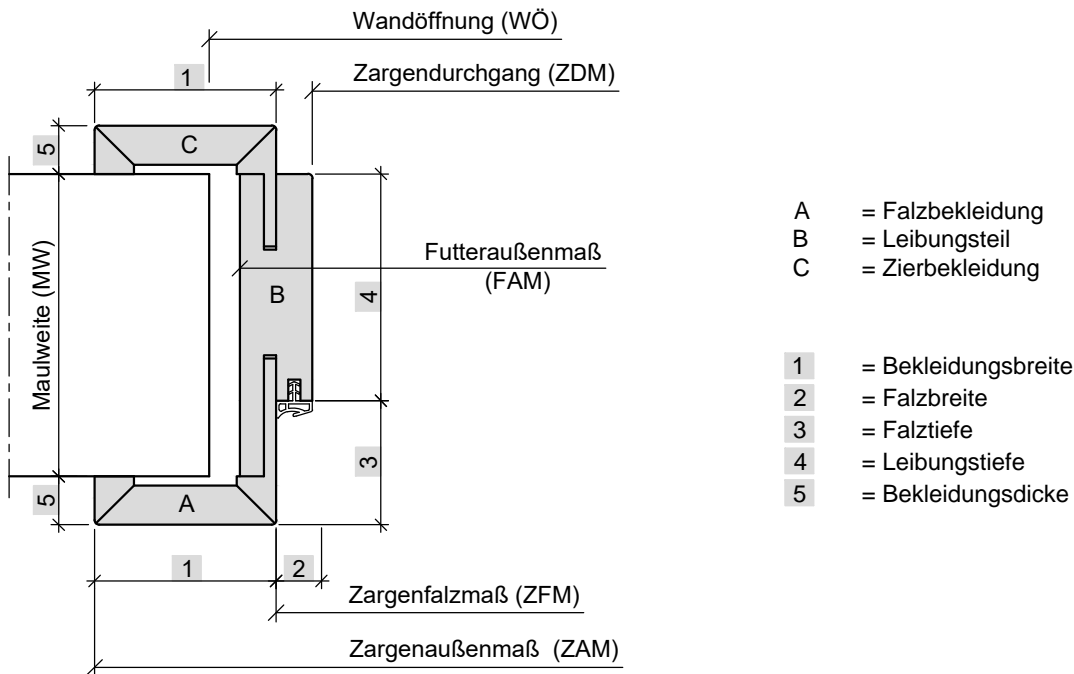 Wandöffnung (WÖ)
1
Zargendurchgang (ZDM)
5
C
Maulweite (MW)
Futteraußenmaß
(FAM)
B
4
3
5
A
1
2
Zargenfalzmaß (ZFM)
Zargenaußenmaß (ZAM)
A = Falzbekleidung
B = Leibungsteil
C = Zierbekleidung
1 = Bekleidungsbreite
2 = Falzbreite
3 = Falztiefe
4 = Leibungstiefe
5 = Bekleidungsdicke